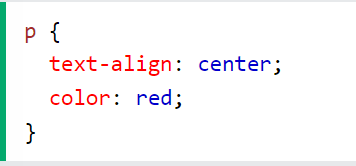 p {
  text-align: center;
  color: red;
}